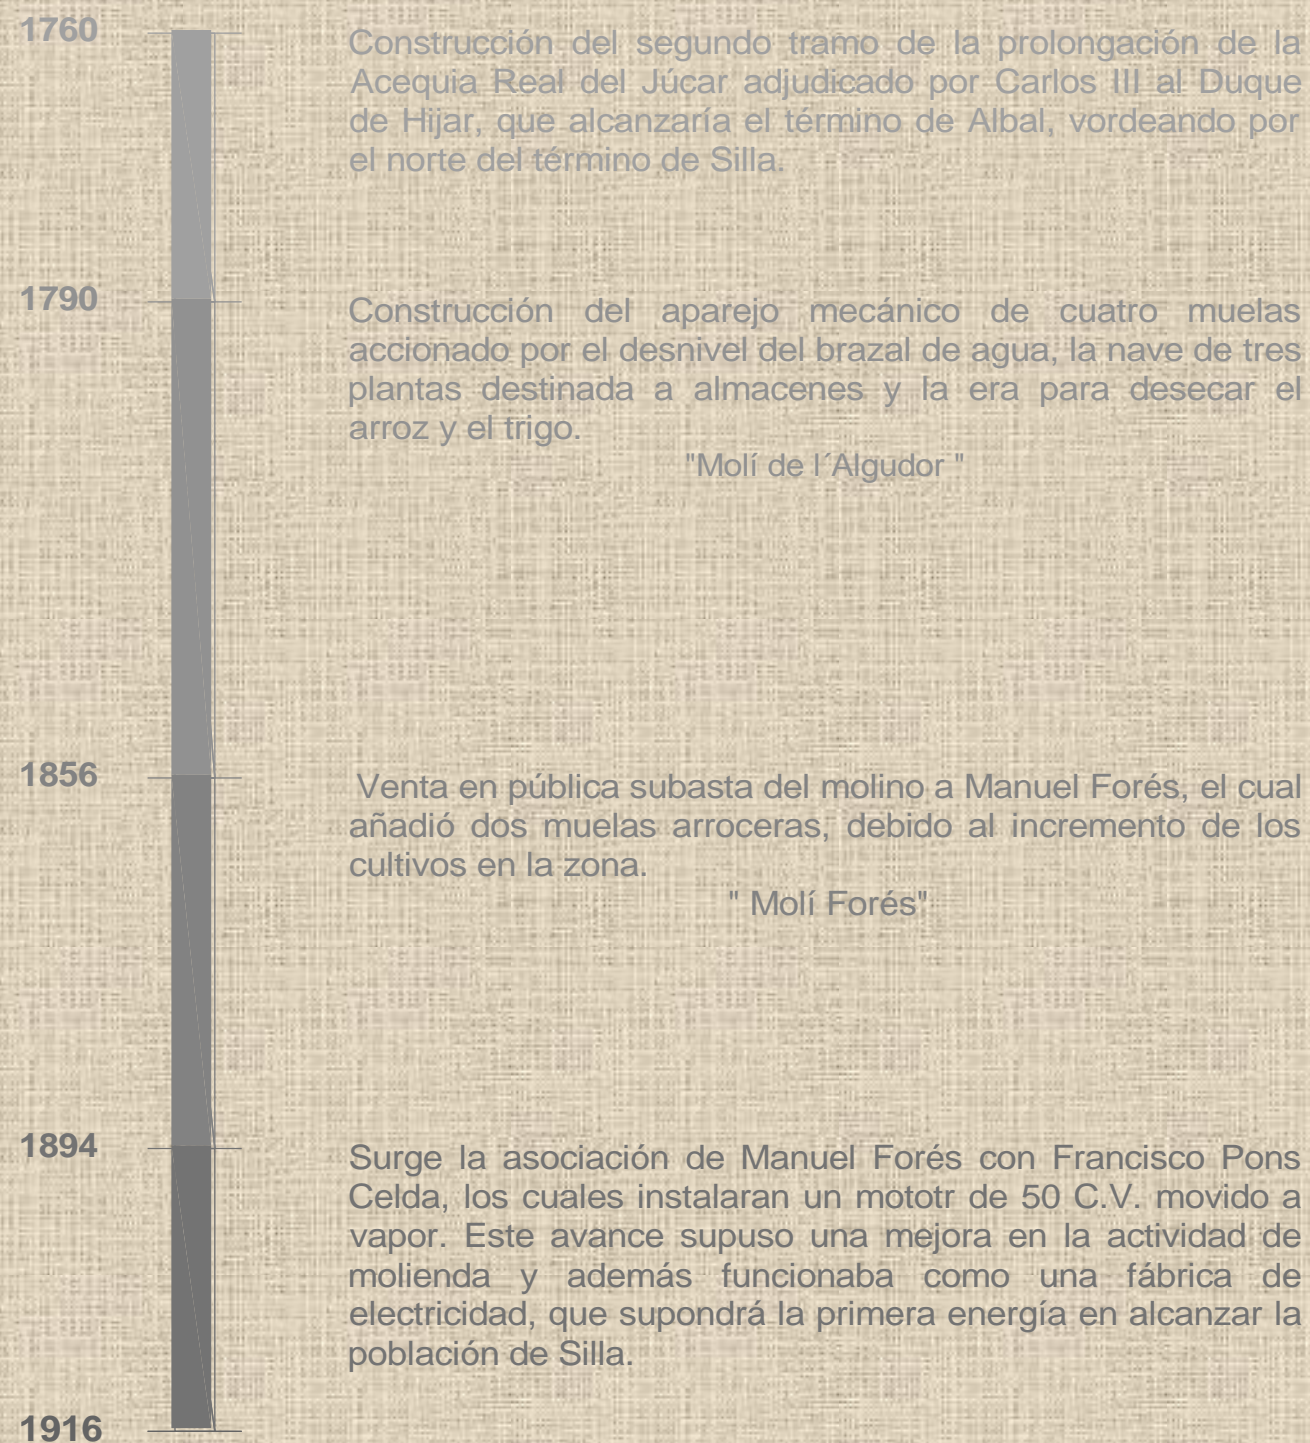 1760
Construcción del segundo tramo de la prolongación de la
Acequia Real del Júcar adjudicado por Carlos III al Duque
de Hijar, que alcanzaría el término de Albal, vordeando por
el norte del término de Silla.
1790
Construcción del aparejo mecánico de cuatro muelas
accionado por el desnivel del brazal de agua, la nave de tres
plantas destinada a almacenes y la era para desecar el
arroz y el trigo.
"Molí de l´Algudor "
1856
Venta en pública subasta del molino a Manuel Forés, el cual
añadió dos muelas arroceras, debido al incremento de los
cultivos en la zona.
" Molí Forés"
1894
Surge la asociación de Manuel Forés con Francisco Pons
Celda, los cuales instalaran un mototr de 50 C.V. movido a
vapor. Este avance supuso una mejora en la actividad de
molienda y además funcionaba como una fábrica de
electricidad, que supondrá la primera energía en alcanzar la
población de Silla.
1916